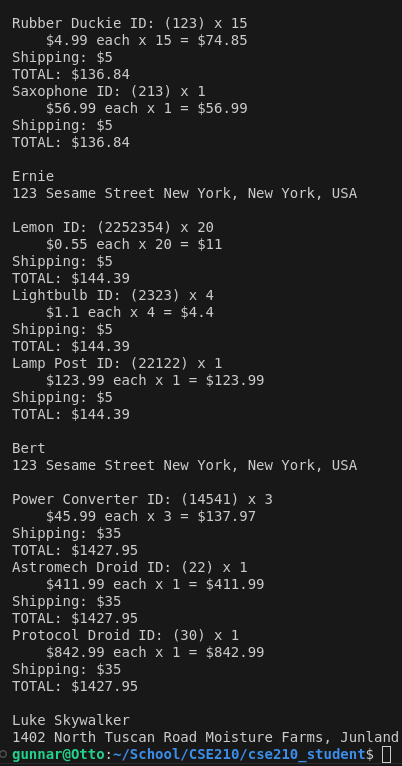 Rubber Duckie ID: (123) x 15
    $4.99 each x 15 = $74.85
Shipping: $5
TOTAL: $136.84
Saxophone ID: (213) x 1
    $56.99 each x 1 = $56.99
Shipping: $5
TOTAL: $136.84

Ernie
123 Sesame Street New York, New York, USA

Lemon ID: (2252354) x 20
    $0.55 each x 20 = $11
Shipping: $5
TOTAL: $144.39
Lightbulb ID: (2323) x 4
    $1.1 each x 4 = $4.4
Shipping: $5
TOTAL: $144.39
Lamp Post ID: (22122) x 1
    $123.99 each x 1 = $123.99
Shipping: $5
TOTAL: $144.39

Bert
123 Sesame Street New York, New York, USA

Power Converter ID: (14541) x 3
    $45.99 each x 3 = $137.97
Shipping: $35
TOTAL: $1427.95
Astromech Droid ID: (22) x 1
    $411.99 each x 1 = $411.99
Shipping: $35
TOTAL: $1427.95
Protocol Droid ID: (30) x 1
    $842.99 each x 1 = $842.99
Shipping: $35
TOTAL: $1427.95

Luke Skywalker
1402 North Tuscan Road Moisture Farms, Junland
gunnar@Otto:~/School/CSE210/cse210_student$